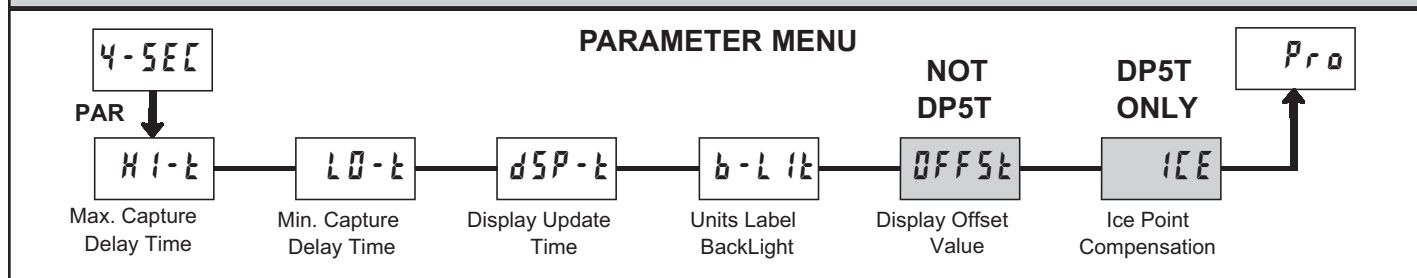 PARAMETER MENU
4-SEC
Pro
NOT
DP5T
DP5T
ONLY
PAR
HI-t
LO-t
dSP-t
b-LIt
OFFSt
ICE
Max. Capture
Delay Time
Min. Capture
Delay Time
Display Update
Time
Units Label
BackLight
Display Offset
Value
Ice Point
Compensation